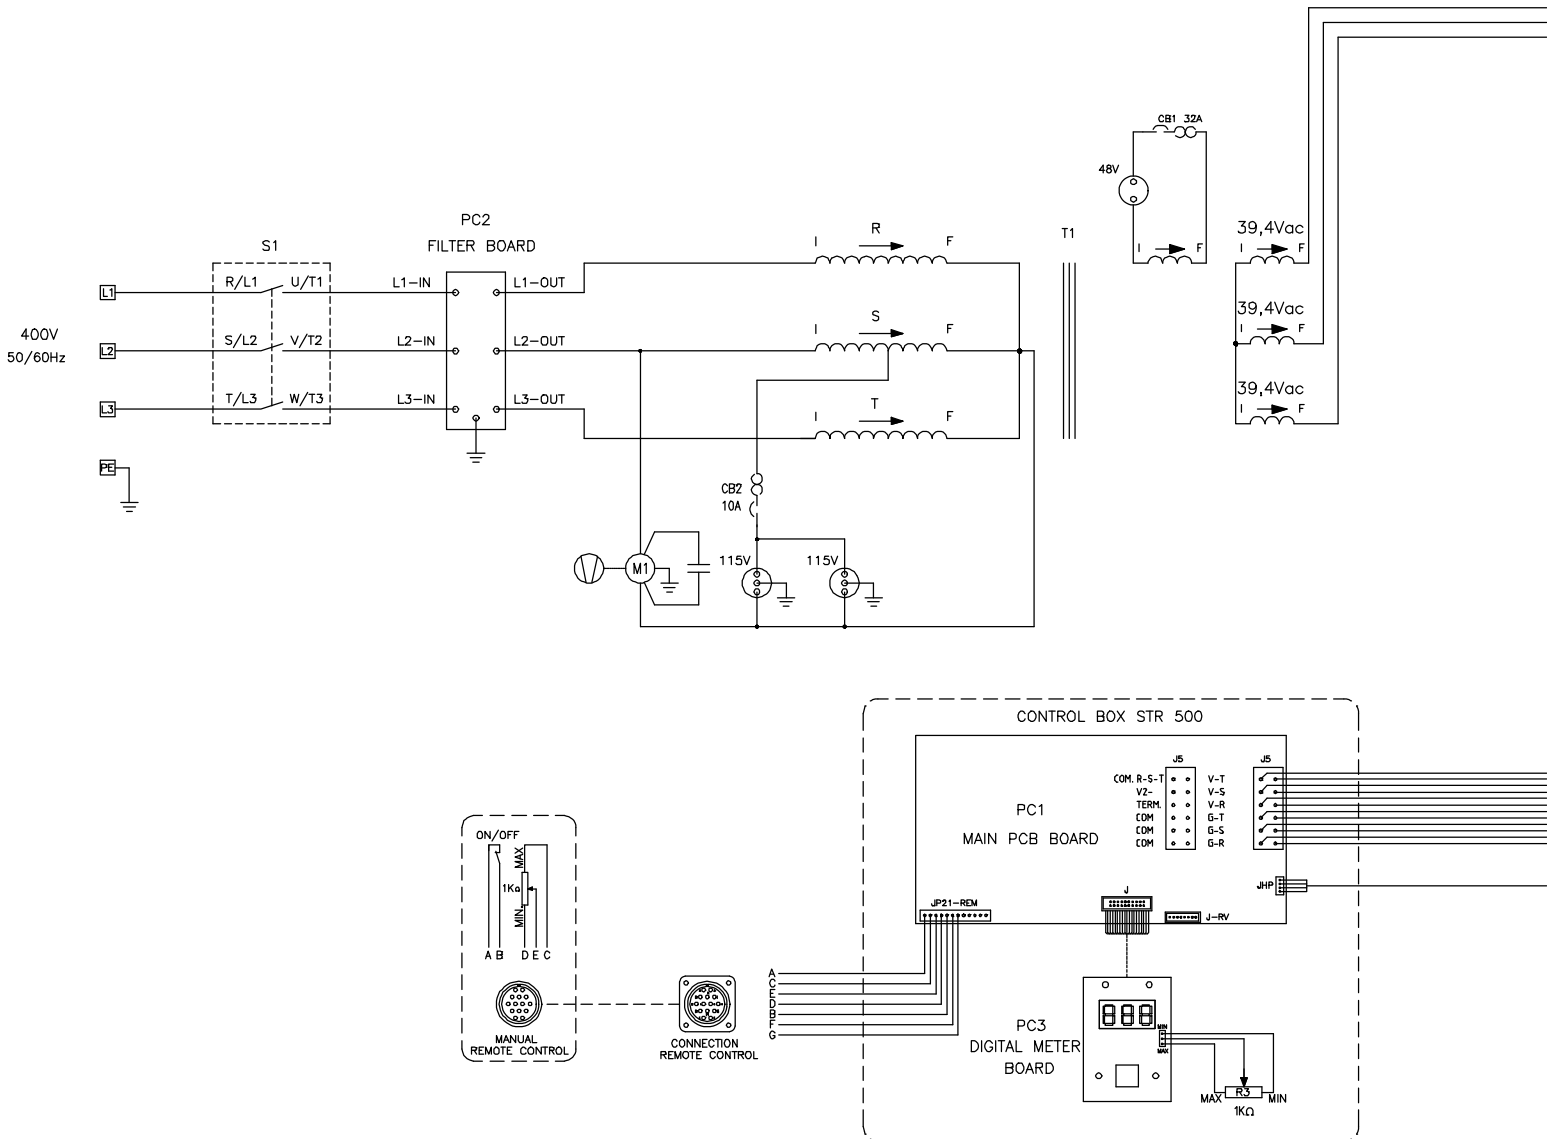 CB1 32A
48V
I F
T1
39,4Vac
I F
39,4Vac
I F
39,4Vac
I F
R
I F
S
I F
T
I F
PC2
FILTER BOARD
S1
R/L1 U/T1
S/L2 V/T2
T/L3 W/T3
L1-IN L1-OUT
L2-IN L2-OUT
L3-IN L3-OUT
L1
L2
L3
PE
400V
50/60Hz
CB2
10A
M1
115V
115V
CONTROL BOX STR 500
PC1
MAIN PCB BOARD
J5
J5
COM. R-S-T V-T
V2- V-S
TERM. V-R
COM G-T
COM G-S
COM G-R
JHP
JP21-REM
J
J-RV
ON/OFF
MAX
1KΩ
MIN
A B D E C
MANUAL
REMOTE CONTROL
CONNECTION
REMOTE CONTROL
A
C
E
D
B
F
G
PC3
DIGITAL METER
BOARD
888
MIN
MAX
MAX R3 MIN
1KΩ